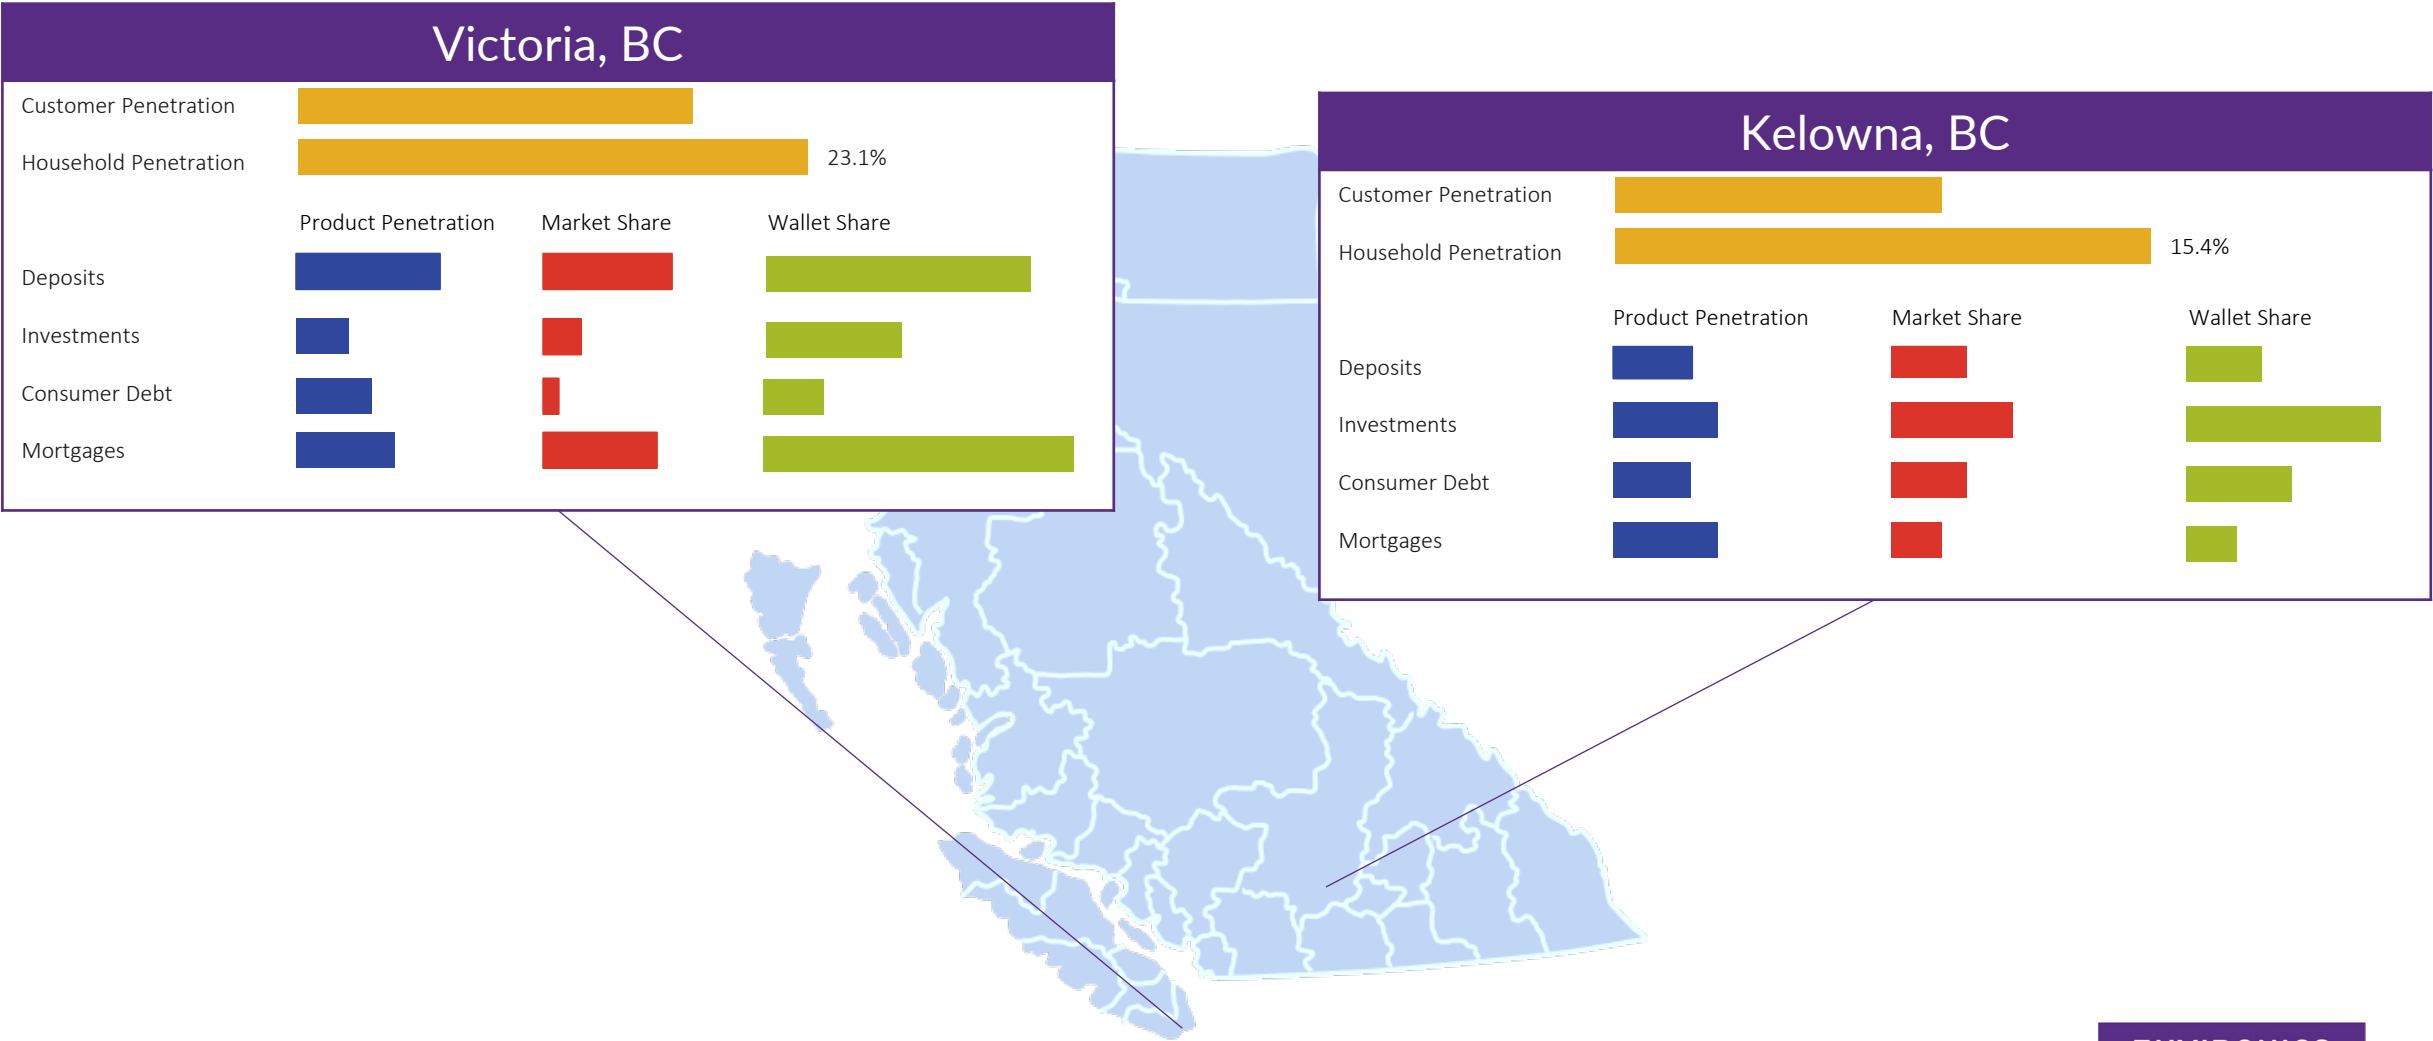 Victoria, BC
Customer Penetration
Household Penetration 23.1%
Product Penetration Market Share Wallet Share
Deposits
Investments
Consumer Debt
Mortgages
Kelowna, BC
Customer Penetration
Household Penetration 15.4%
Product Penetration Market Share Wallet Share
Deposits
Investments
Consumer Debt
Mortgages